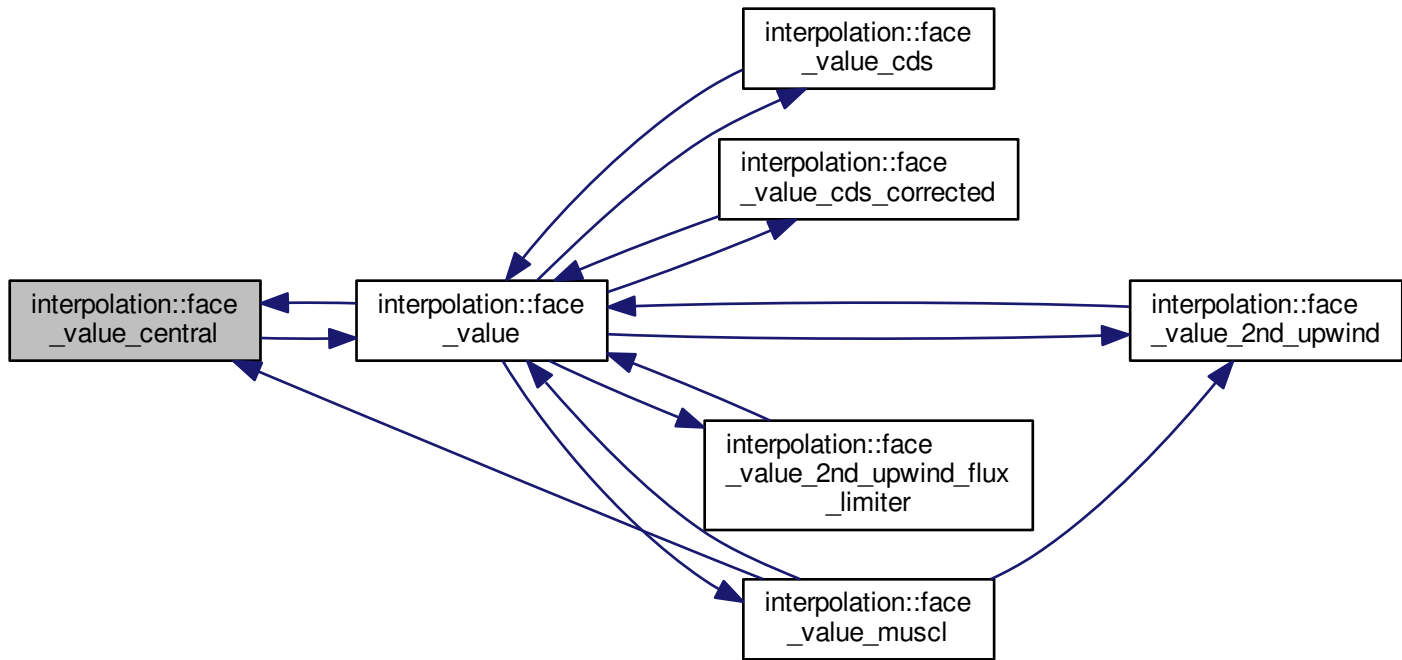 interpolation::face
_value_cds
interpolation::face
_value_cds_corrected
interpolation::face
_value_central
interpolation::face
_value
interpolation::face
_value_2nd_upwind
interpolation::face
_value_2nd_upwind_flux
_limiter
interpolation::face
_value_muscl